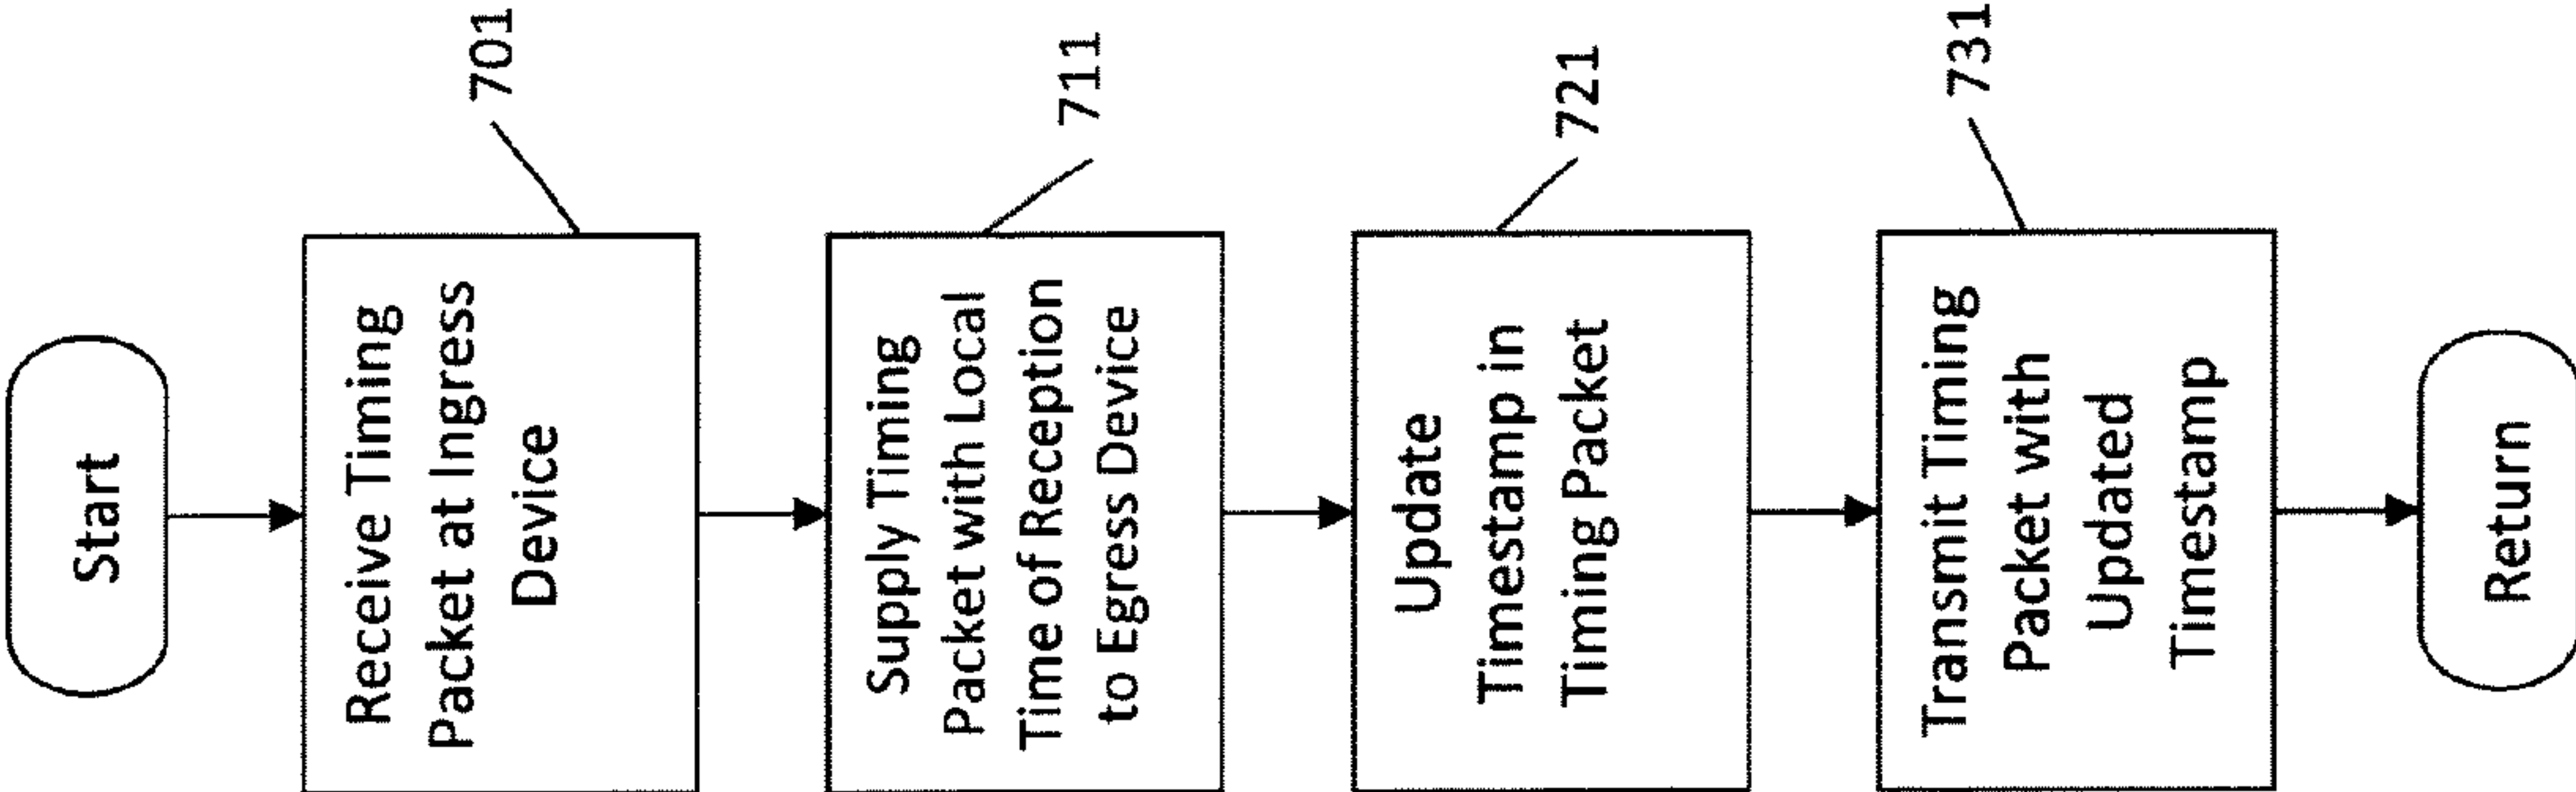 Start
Receive Timing
Packet at Ingress
Device
701
Supply Timing
Packet with Local
Time of Reception
to Egress Device
711
Update
Timestamp in
Timing Packet
721
Transmit Timing
Packet with
Updated
Timestamp
731
Return